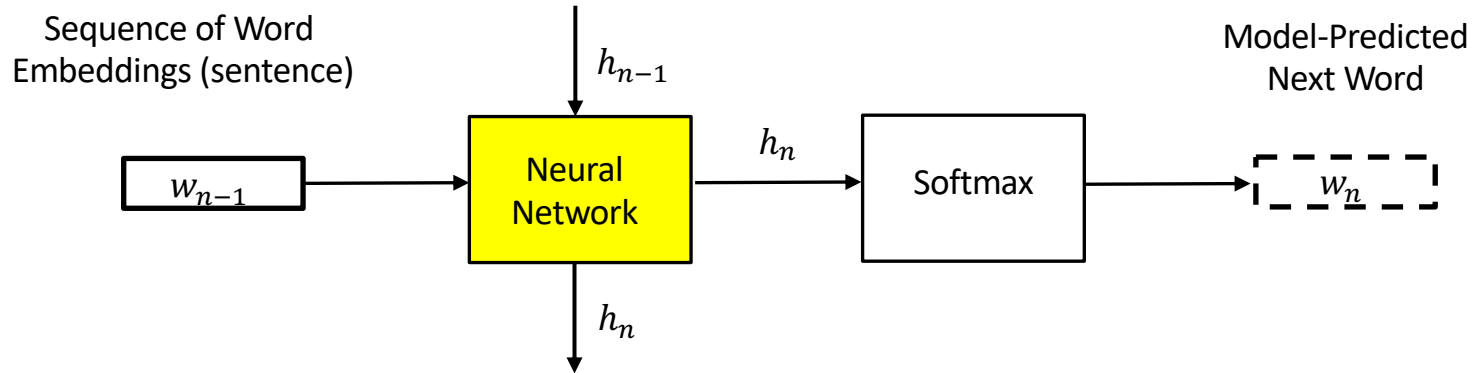 Sequence of Word
Embeddings (sentence)
h_{n-1}
Model-Predicted
Next Word
w_{n-1}
Neural
Network
h_n
Softmax
w_n
h_n